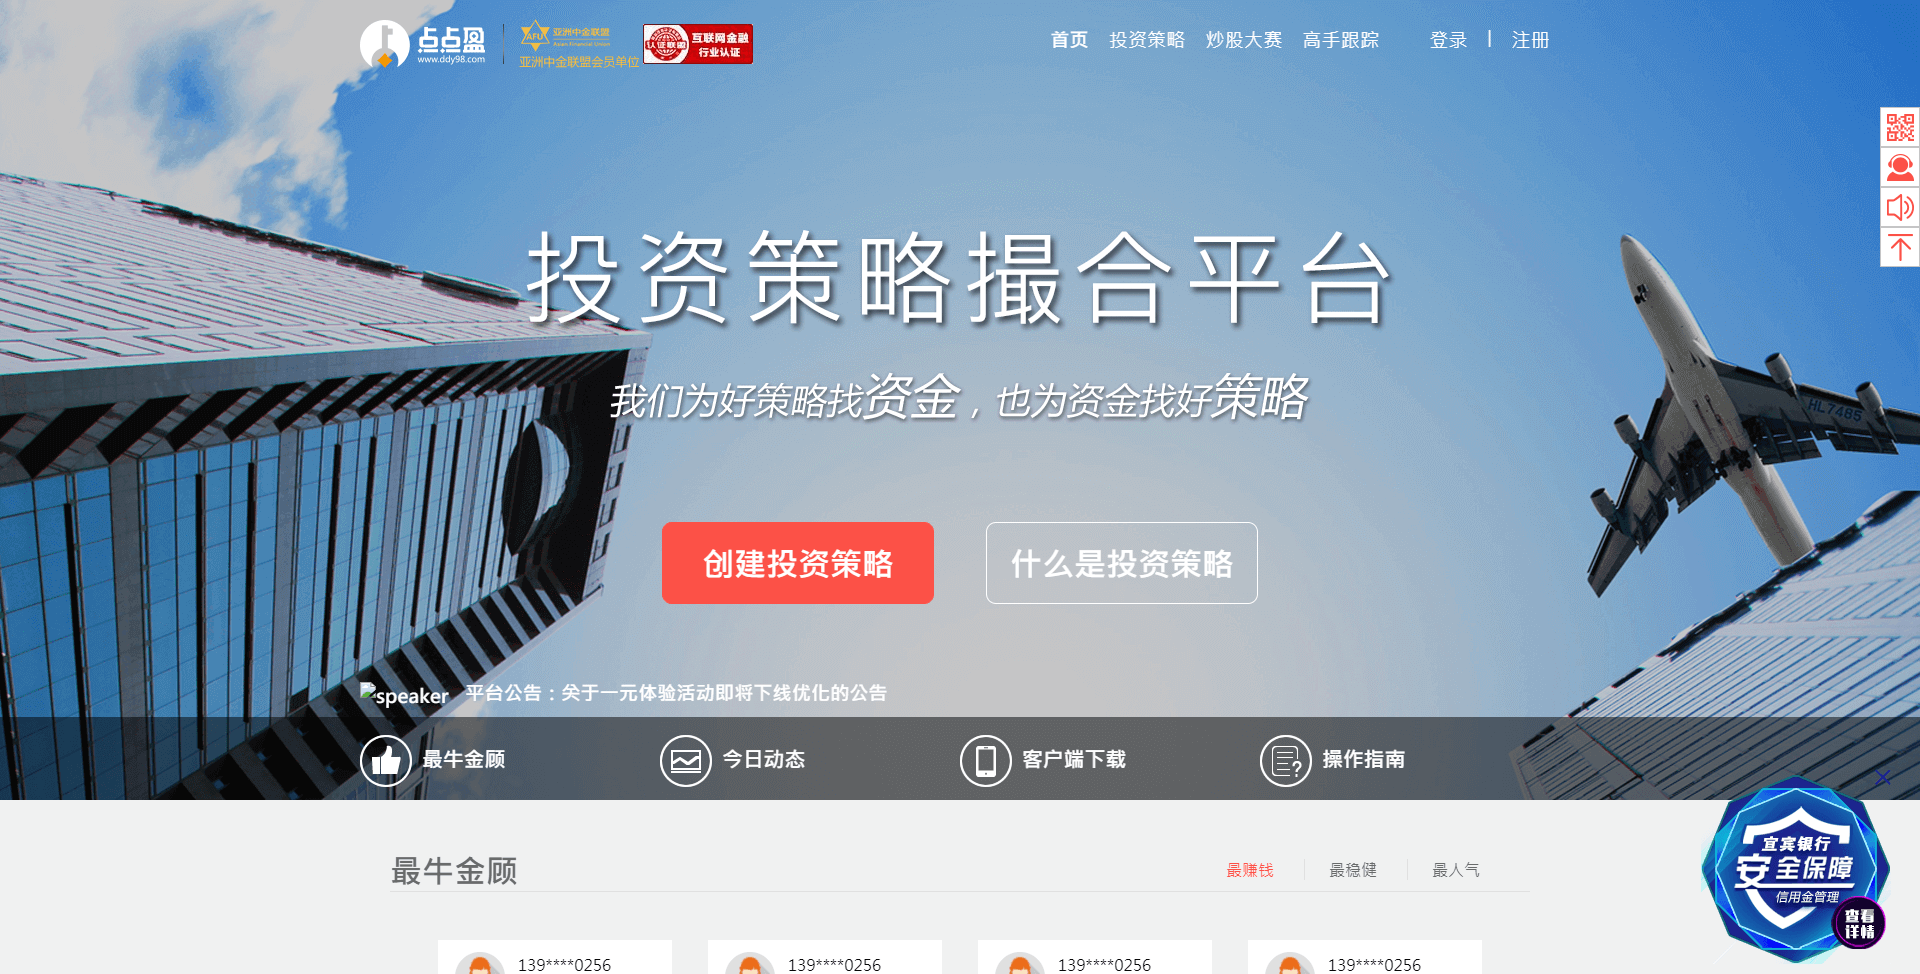 点点盈
www.ddy98.com
AFU
亚洲中金联盟
Asian Financial Union
亚洲中金联盟会员单位
认证联盟
互联网金融
行业认证
首页
投资策略
炒股大赛
高手跟踪
登录
注册
投资策略撮合平台
我们为好策略找资金，也为资金找好策略
HL7485
创建投资策略
什么是投资策略
speaker
平台公告：关于一元体验活动即将下线优化的公告
最牛金顾
今日动态
客户端下载
操作指南
最牛金顾
最赚钱
最稳健
最人气
宜宾银行
安全保障
信用金管理
查看
详情
139****0256
139****0256
139****0256
139****0256